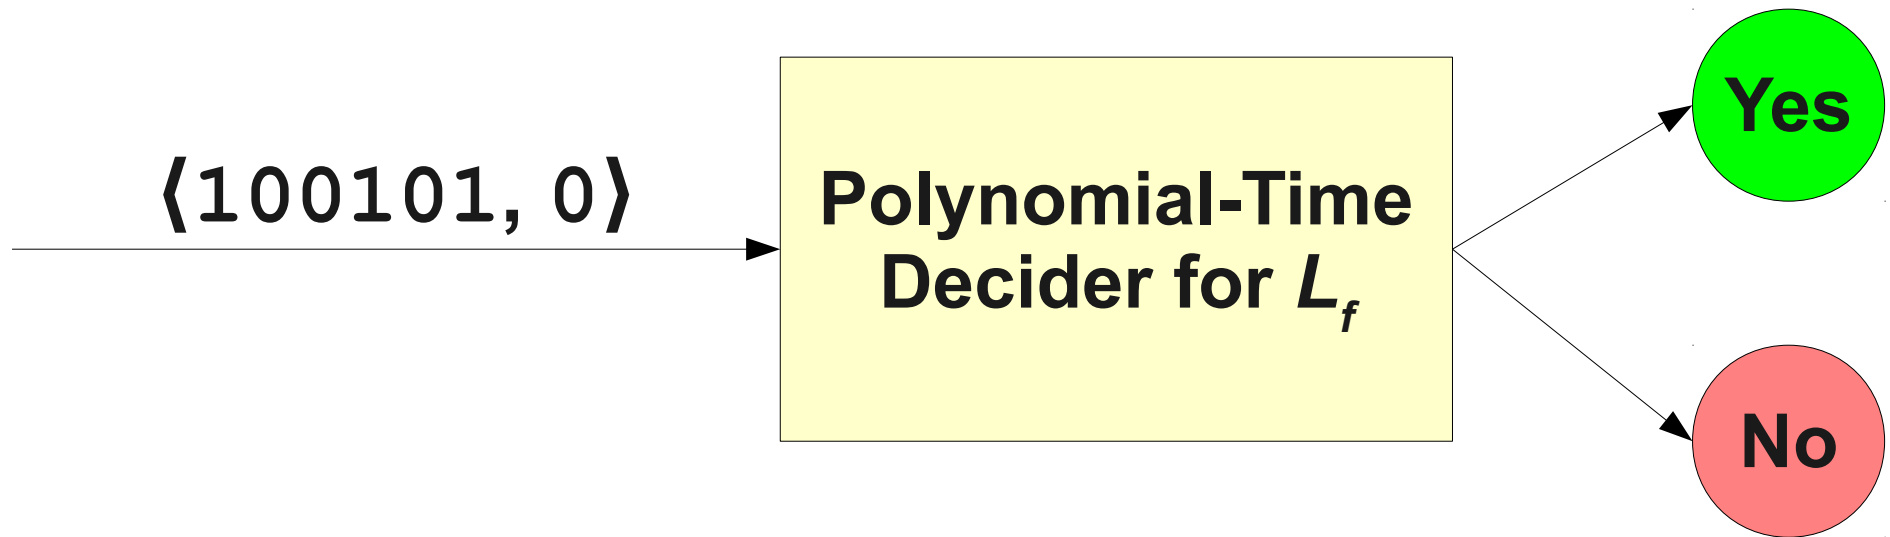 ⟨100101, 0⟩
Polynomial-Time
Decider for L_f
Yes
No